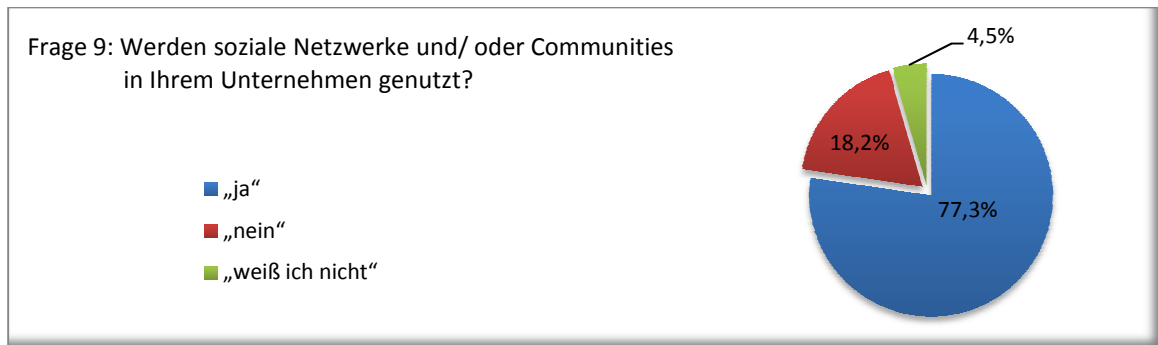 Frage 9: Werden soziale Netzwerke und/ oder Communities
in Ihrem Unternehmen genutzt?
„ja“
„nein“
„weiß ich nicht“
4,5%
18,2%
77,3%